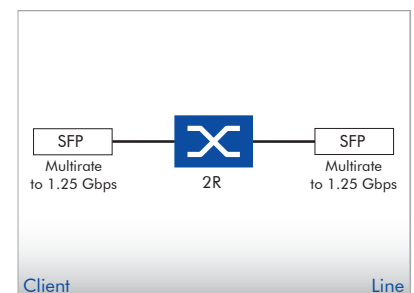 SFP
Multirate
to 1.25 Gbps
2R
SFP
Multirate
to 1.25 Gbps
Client
Line